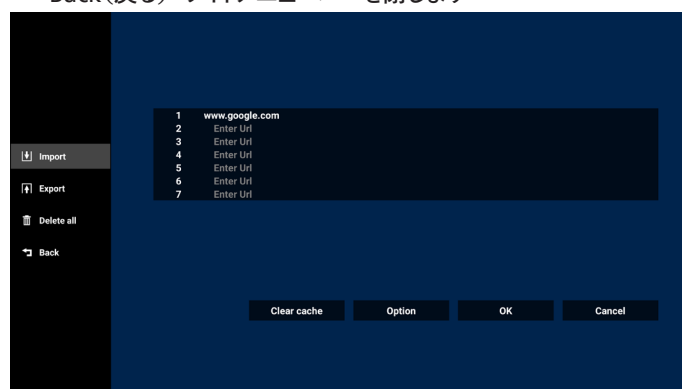 1 www.google.com
2 Enter Url
3 Enter Url
4 Enter Url
5 Enter Url
6 Enter Url
7 Enter Url
Import
Export
Delete all
Back
Clear cache Option OK Cancel